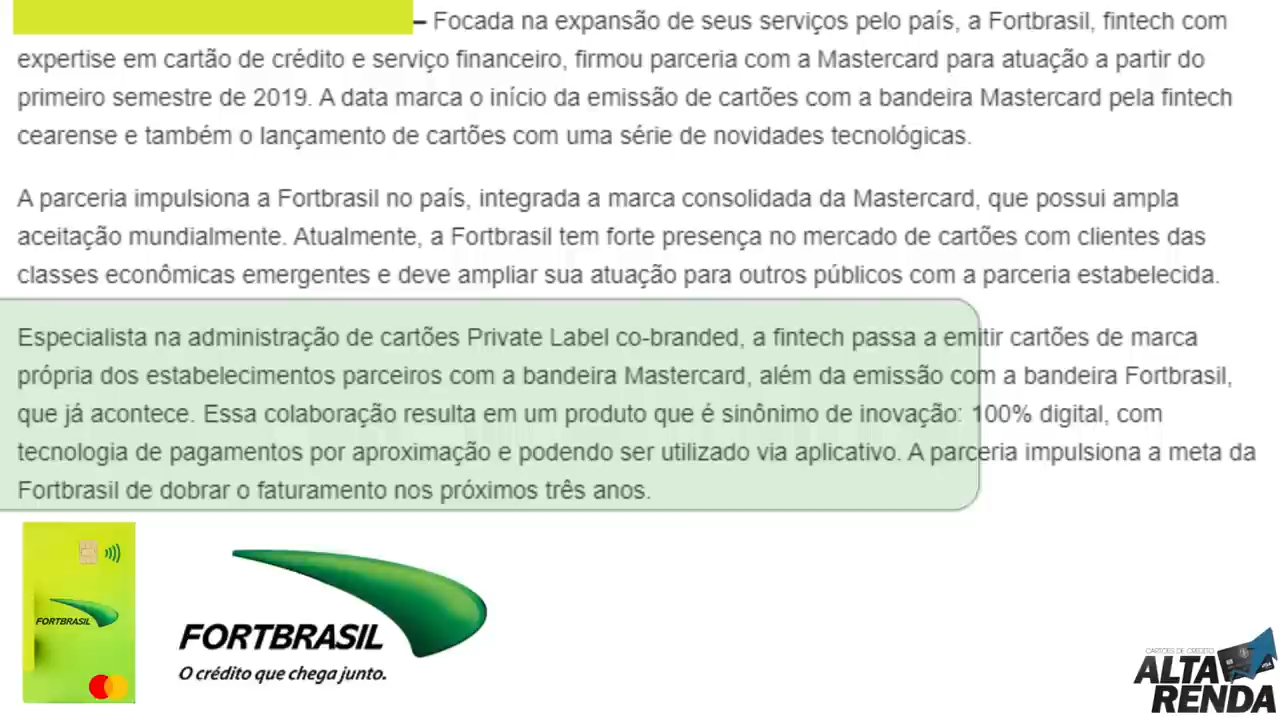 – Focada na expansão de seus serviços pelo país, a Fortbrasil, fintech com
expertise em cartão de crédito e serviço financeiro, firmou parceria com a Mastercard para atuação a partir do
primeiro semestre de 2019. A data marca o início da emissão de cartões com a bandeira Mastercard pela fintech
cearense e também o lançamento de cartões com uma série de novidades tecnológicas.
A parceria impulsiona a Fortbrasil no país, integrada a marca consolidada da Mastercard, que possui ampla
aceitação mundialmente. Atualmente, a Fortbrasil tem forte presença no mercado de cartões com clientes das
classes econômicas emergentes e deve ampliar sua atuação para outros públicos com a parceria estabelecida.
Especialista na administração de cartões Private Label co-branded, a fintech passa a emitir cartões de marca
própria dos estabelecimentos parceiros com a bandeira Mastercard, além da emissão com a bandeira Fortbrasil,
que já acontece. Essa colaboração resulta em um produto que é sinônimo de inovação: 100% digital, com
tecnologia de pagamentos por aproximação e podendo ser utilizado via aplicativo. A parceria impulsiona a meta da
Fortbrasil de dobrar o faturamento nos próximos três anos.
FORTBRASIL
FORTBRASIL
O crédito que chega junto.
CARTÕES DE CRÉDITO
ALTA
RENDA
VISA